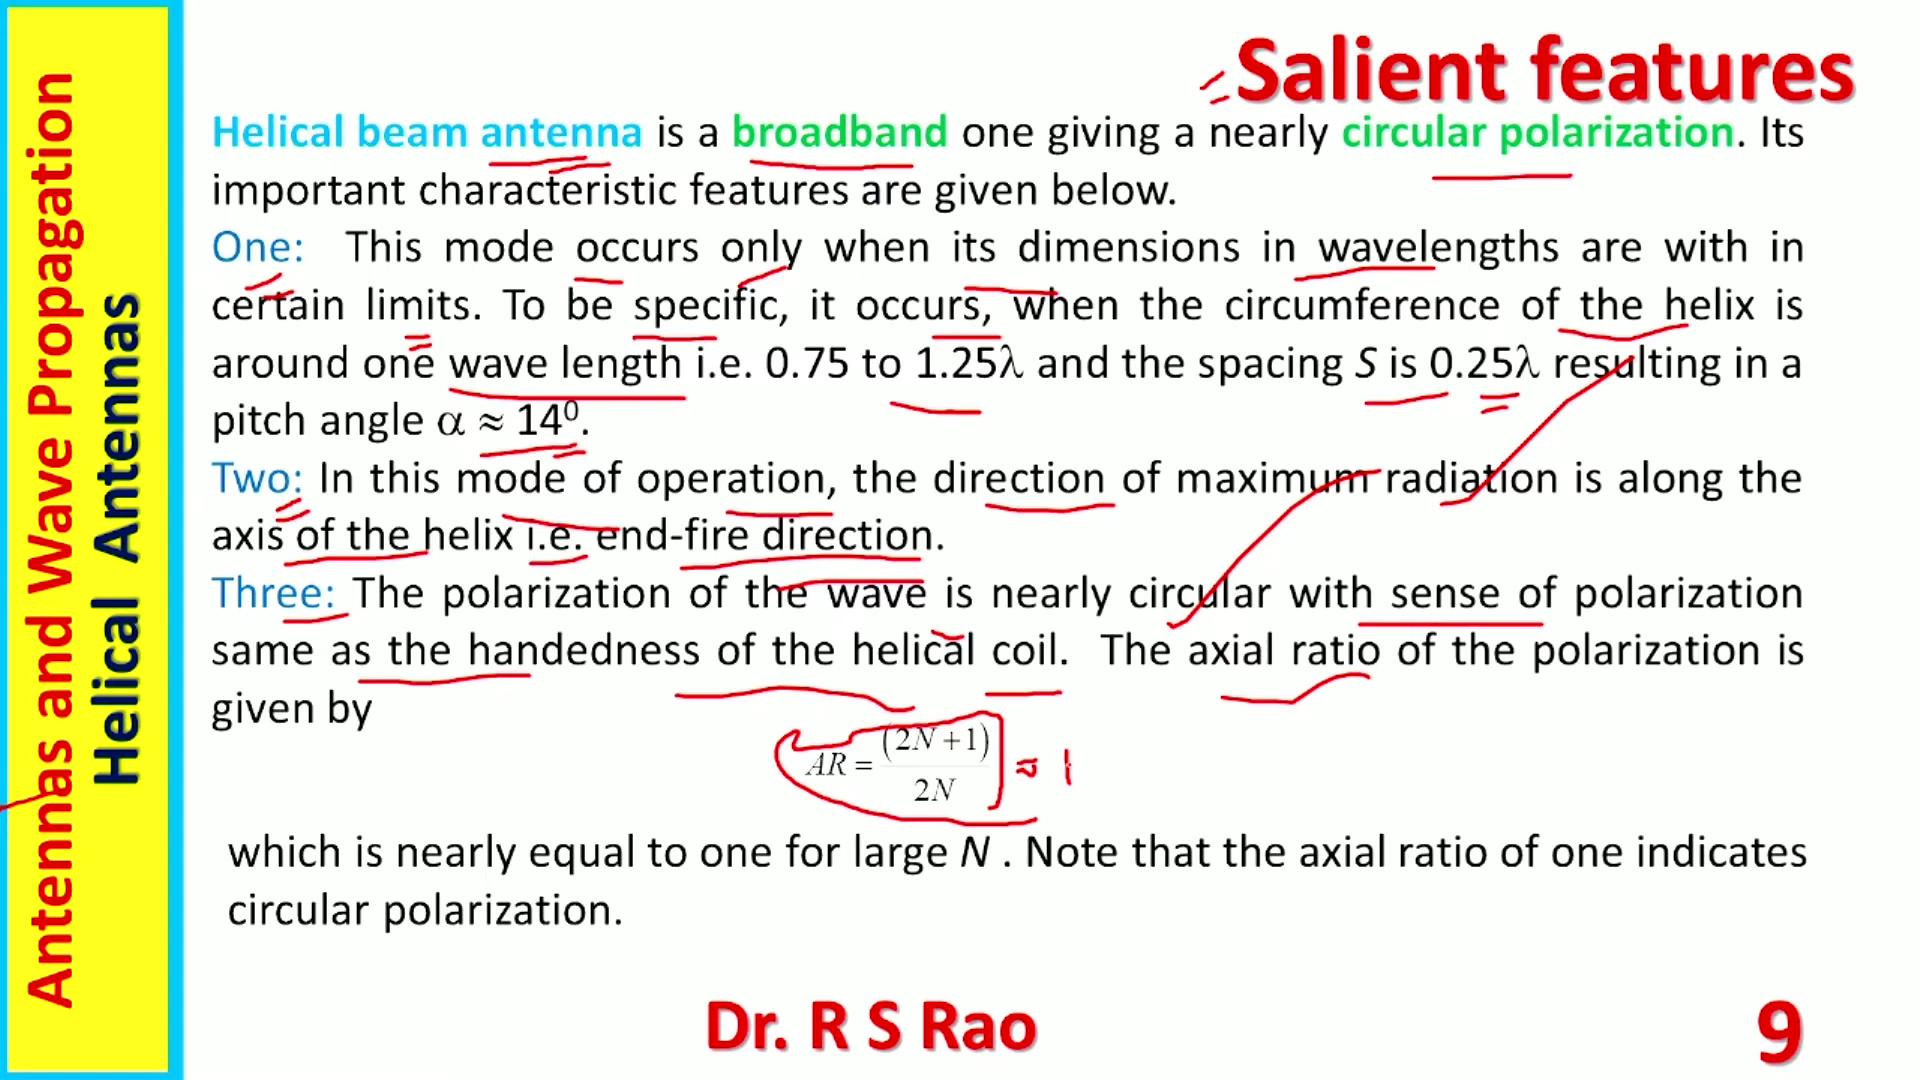 Antennas and Wave Propagation
Helical Antennas
Salient features
Helical beam antenna is a broadband one giving a nearly circular polarization. Its
important characteristic features are given below.
One: This mode occurs only when its dimensions in wavelengths are with in
certain limits. To be specific, it occurs, when the circumference of the helix is
around one wave length i.e. 0.75 to 1.25λ and the spacing S is 0.25λ resulting in a
pitch angle α ≈ 14⁰.
Two: In this mode of operation, the direction of maximum radiation is along the
axis of the helix i.e. end-fire direction.
Three: The polarization of the wave is nearly circular with sense of polarization
same as the handedness of the helical coil. The axial ratio of the polarization is
given by
AR = (2N+1) / 2N ≈ 1
which is nearly equal to one for large N . Note that the axial ratio of one indicates
circular polarization.
Dr. R S Rao
9